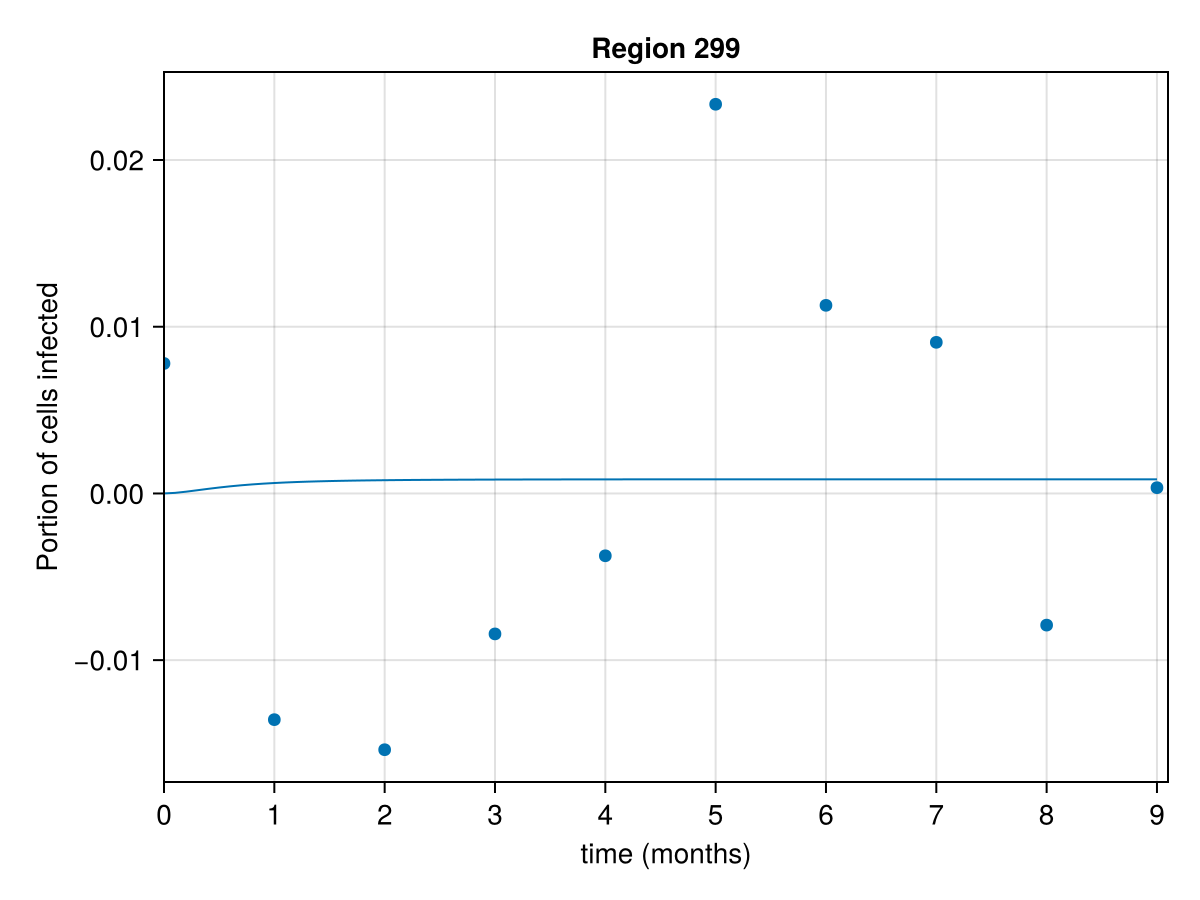 Region 299
Portion of cells infected
0.02
0.01
0.00
−0.01
0 1 2 3 4 5 6 7 8 9
time (months)